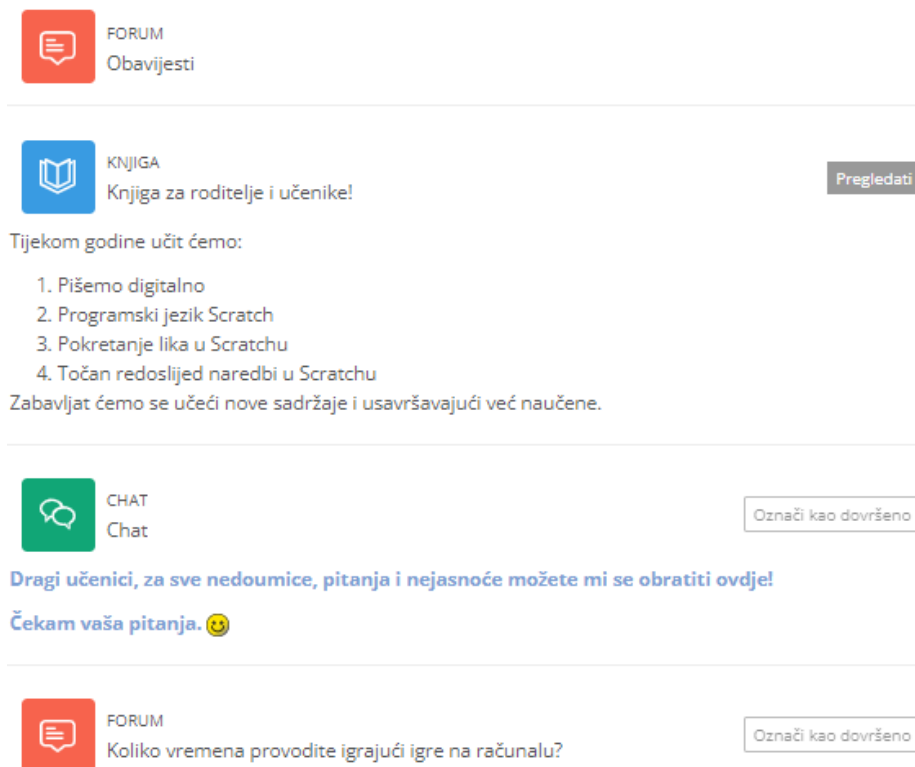 FORUM
Obavijesti
KNJIGA
Knjiga za roditelje i učenike!
Pregledati
Tijekom godine učit ćemo:
1. Pišemo digitalno
2. Programski jezik Scratch
3. Pokretanje lika u Scratchu
4. Točan redoslijed naredbi u Scratchu
Zabavljat ćemo se učeći nove sadržaje i usavršavajući već naučene.
CHAT
Chat
Označi kao dovršeno
Dragi učenici, za sve nedoumice, pitanja i nejasnoće možete mi se obratiti ovdje!
Čekam vaša pitanja.
FORUM
Koliko vremena provodite igrajući igre na računalu?
Označi kao dovršeno